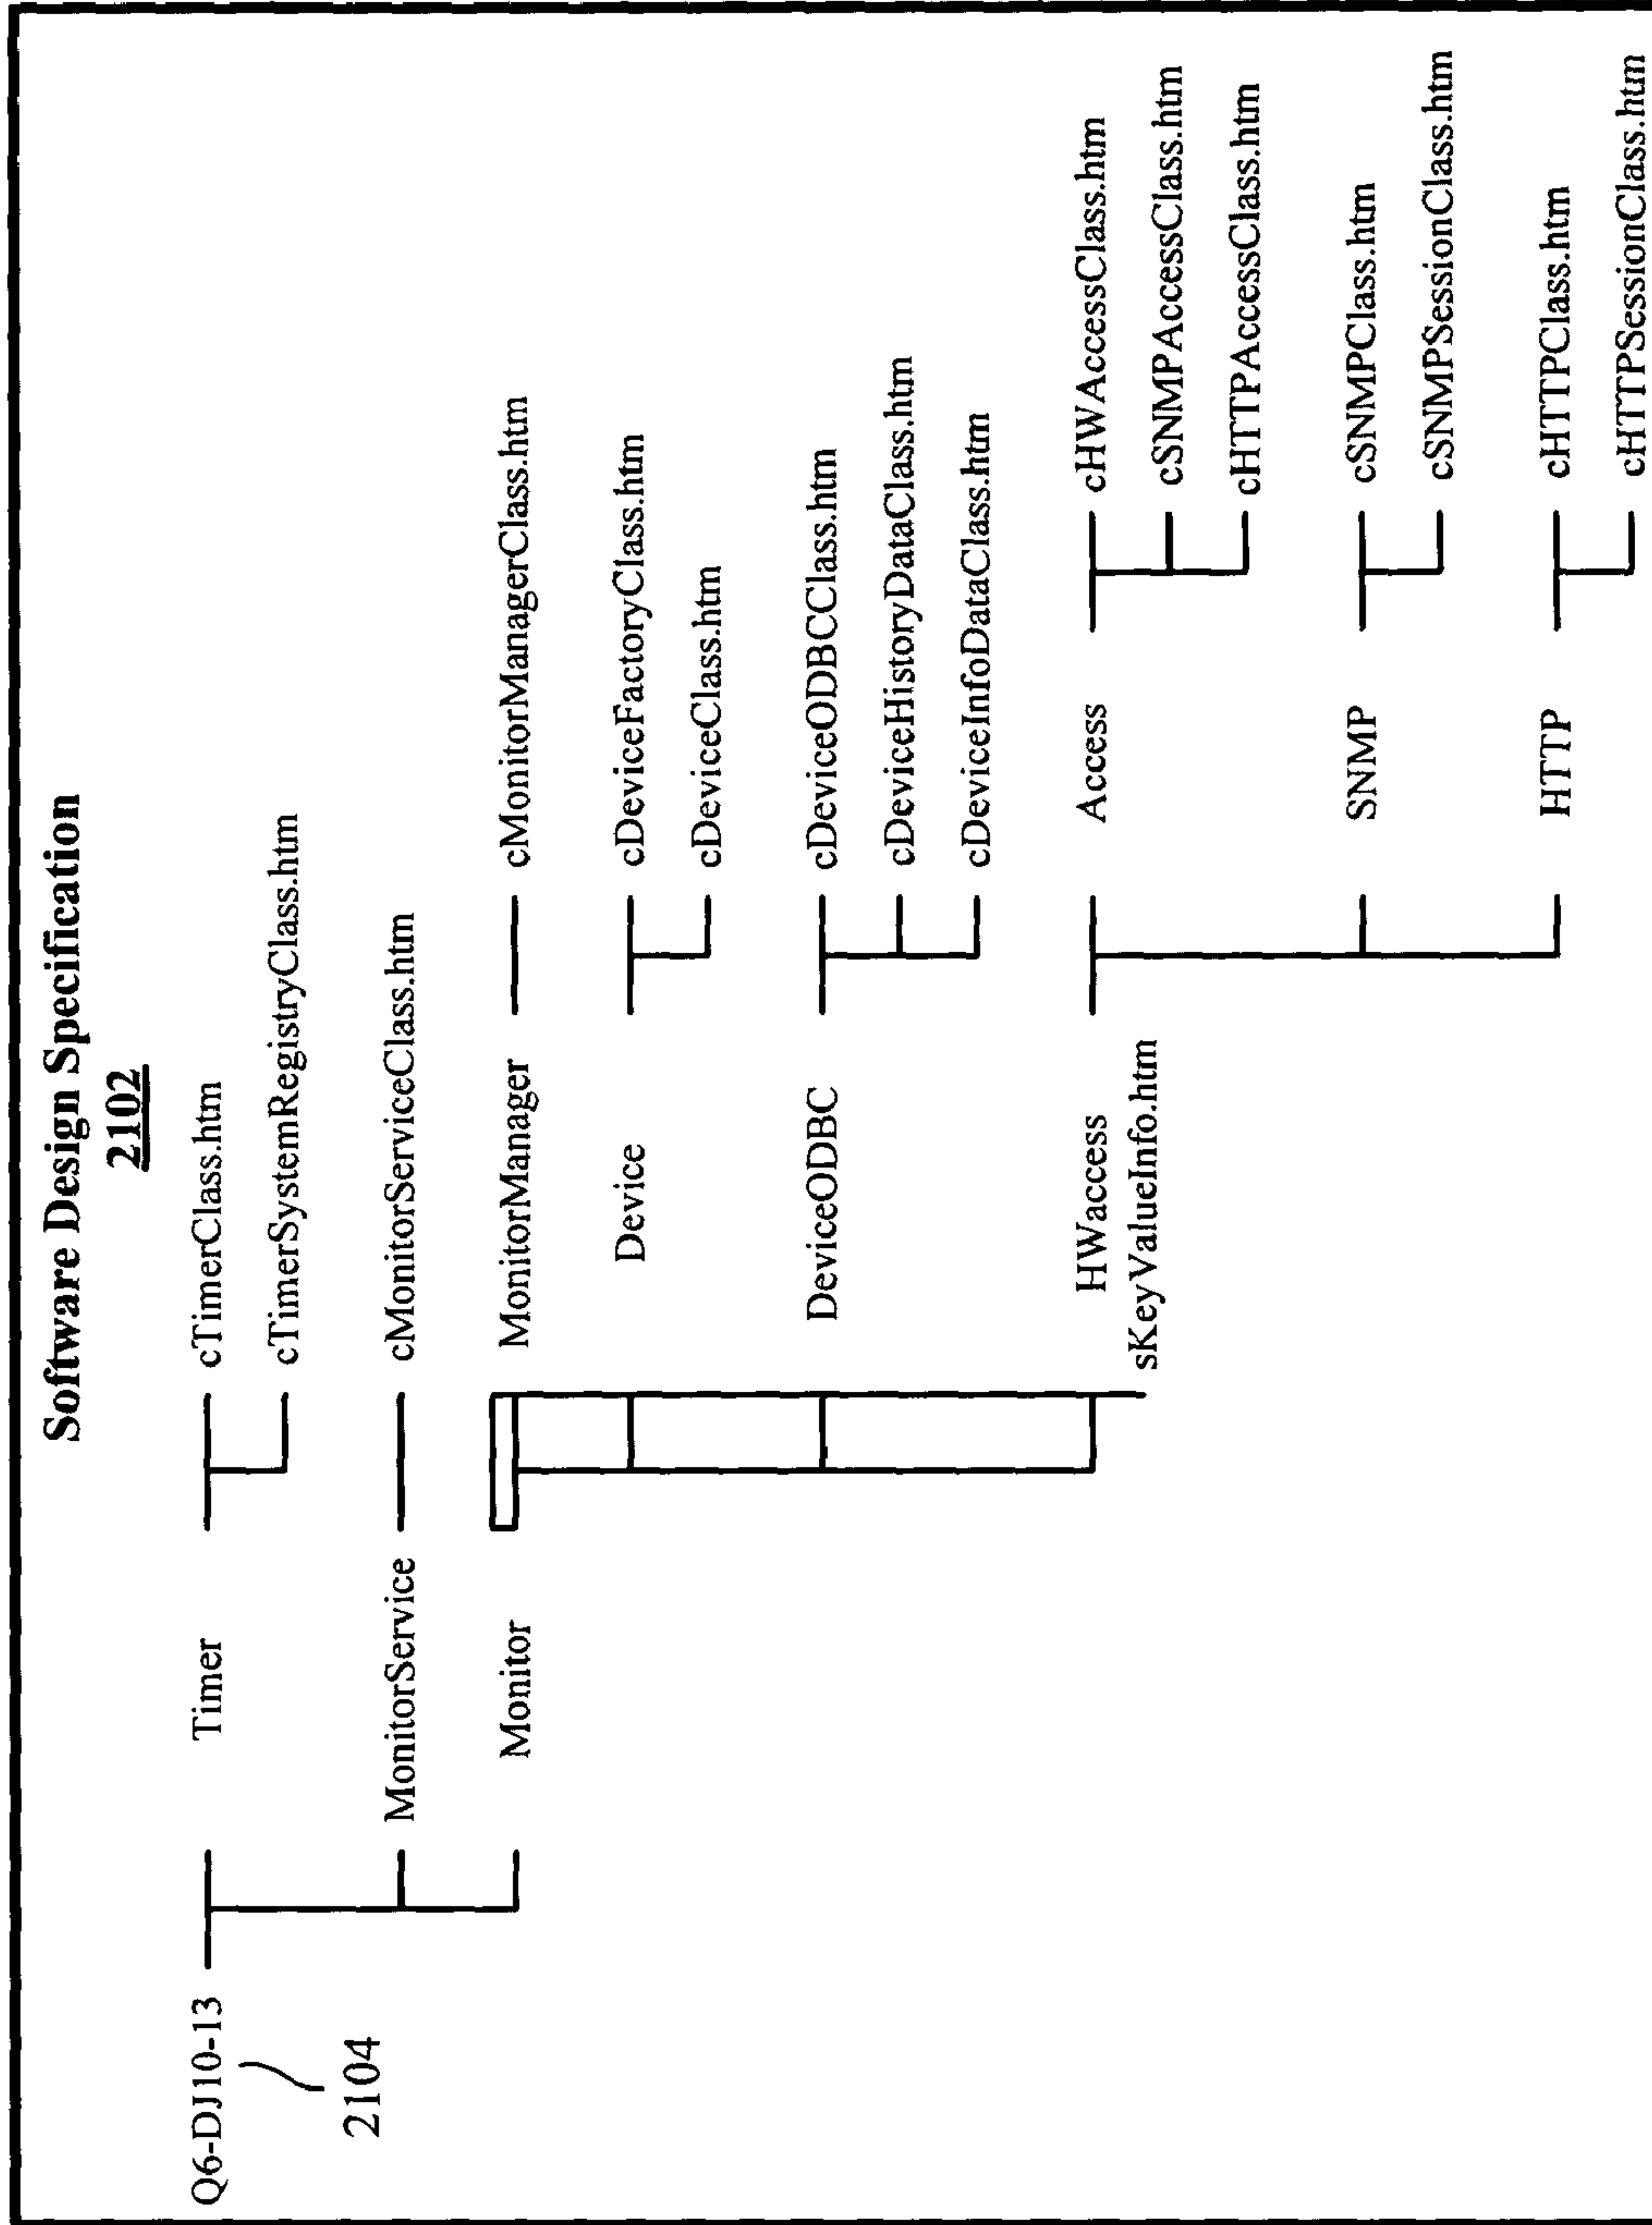 Software Design Specification
2102
Q6-DJ10-13
2104
Timer
cTimerClass.htm
cTimerSystemRegistryClass.htm
MonitorService
cMonitorServiceClass.htm
Monitor
MonitorManager
cMonitorManagerClass.htm
Device
cDeviceFactoryClass.htm
cDeviceClass.htm
DeviceODBC
cDeviceODBCClass.htm
cDeviceHistoryDataClass.htm
cDeviceInfoDataClass.htm
HWaccess
sKeyValueInfo.htm
Access
cHWAccessClass.htm
cSNMPAccessClass.htm
cHTTPAccessClass.htm
SNMP
cSNMPClass.htm
cSNMPSessionClass.htm
HTTP
cHTTPClass.htm
cHTTPSessionClass.htm